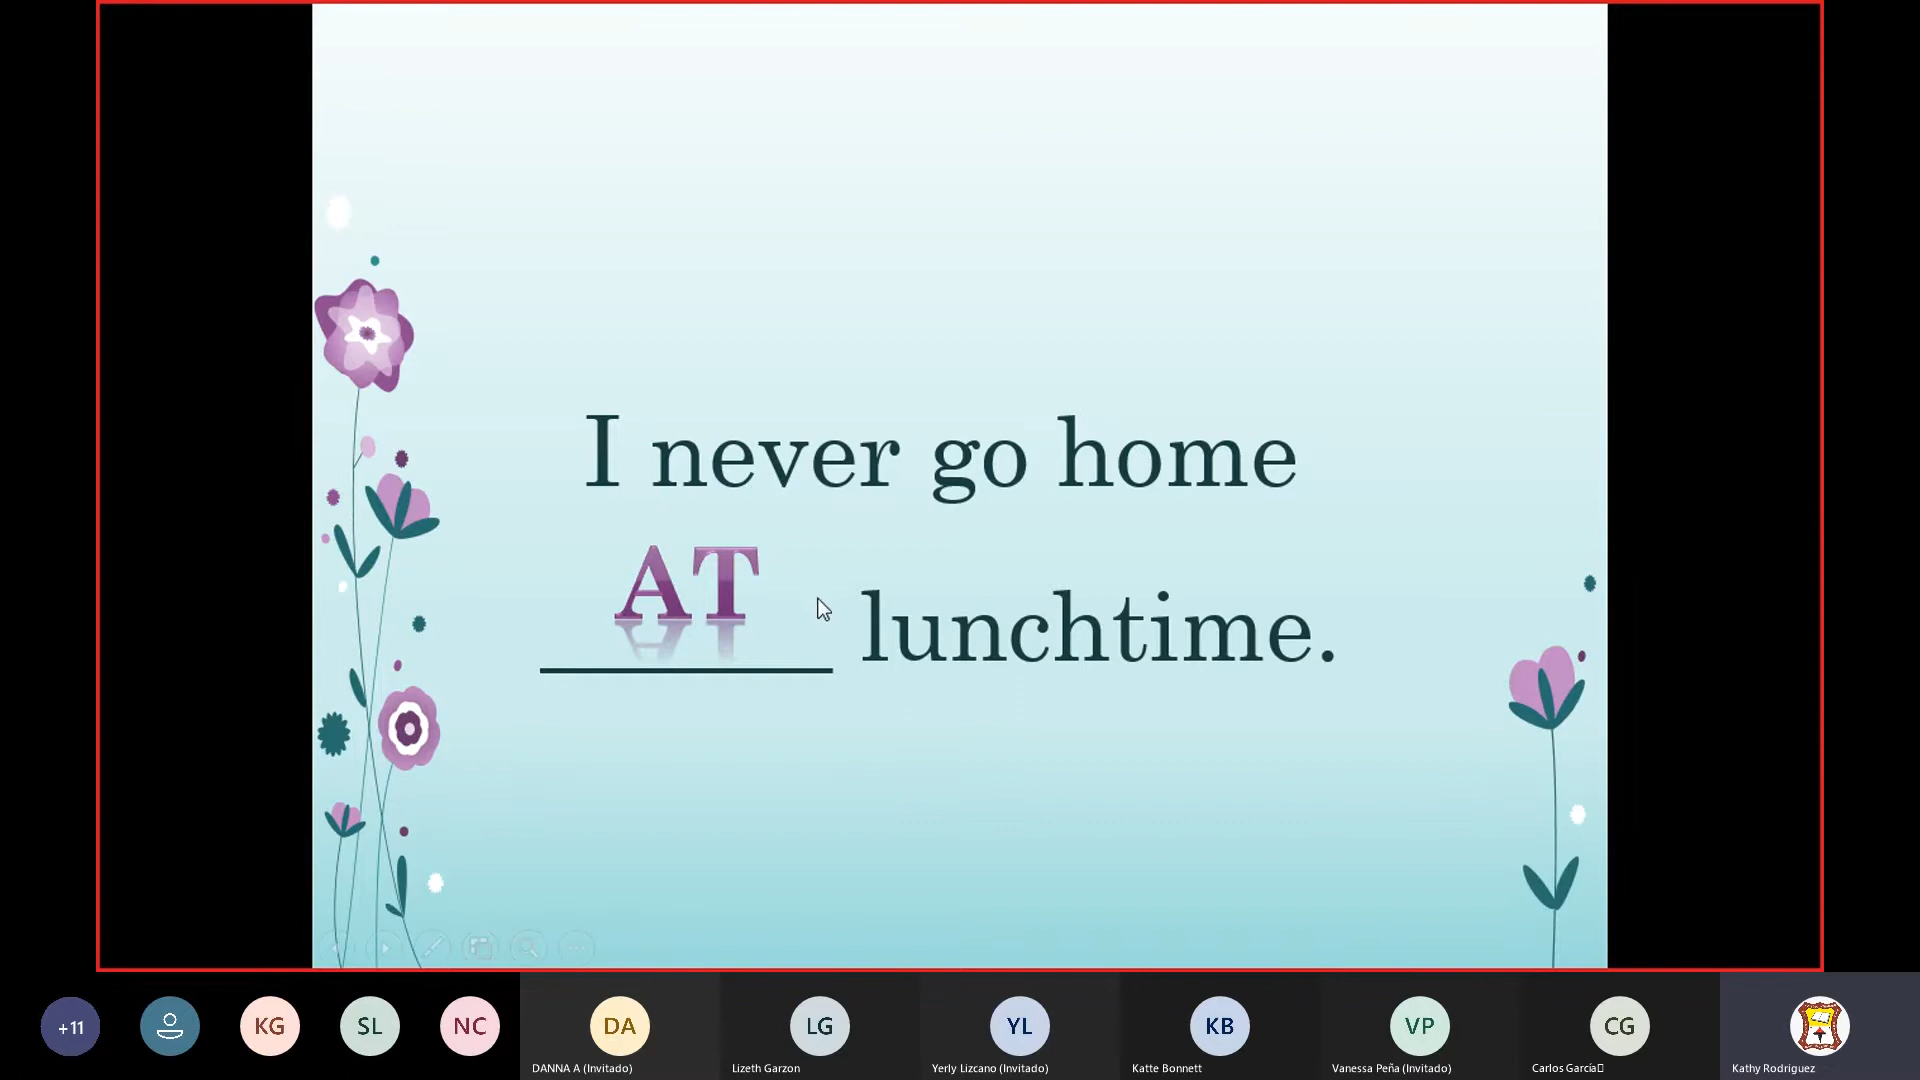 I never go home
AT lunchtime.
+11
KG
SL
NC
DA
LG
YL
KB
VP
CG
DANNA A (Invitado)
Lizeth Garzon
Yerly Lizcano (Invitado)
Katte Bonnett
Vanessa Peña (Invitado)
Carlos García
Kathy Rodriguez